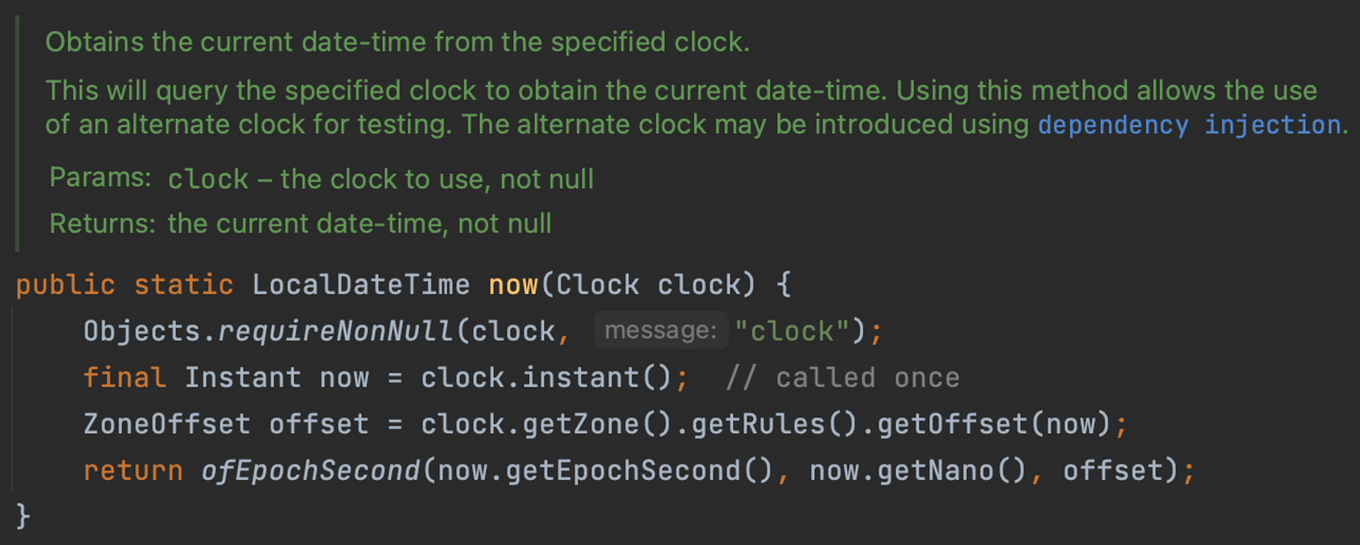 Obtains the current date-time from the specified clock.
This will query the specified clock to obtain the current date-time. Using this method allows the use
of an alternate clock for testing. The alternate clock may be introduced using dependency injection.
Params: clock – the clock to use, not null
Returns: the current date-time, not null
public static LocalDateTime now(Clock clock) {
    Objects.requireNonNull(clock, message: "clock");
    final Instant now = clock.instant();  // called once
    ZoneOffset offset = clock.getZone().getRules().getOffset(now);
    return ofEpochSecond(now.getEpochSecond(), now.getNano(), offset);
}